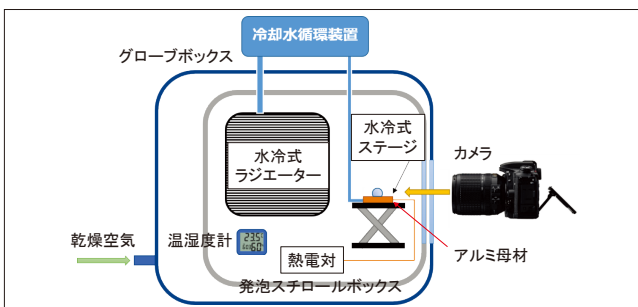 冷却水循環装置
グローブボックス
水冷式
ステージ
カメラ
水冷式
ラジエーター
乾燥空気
温湿度計
23.5
60
熱電対
アルミ母材
発泡スチロールボックス